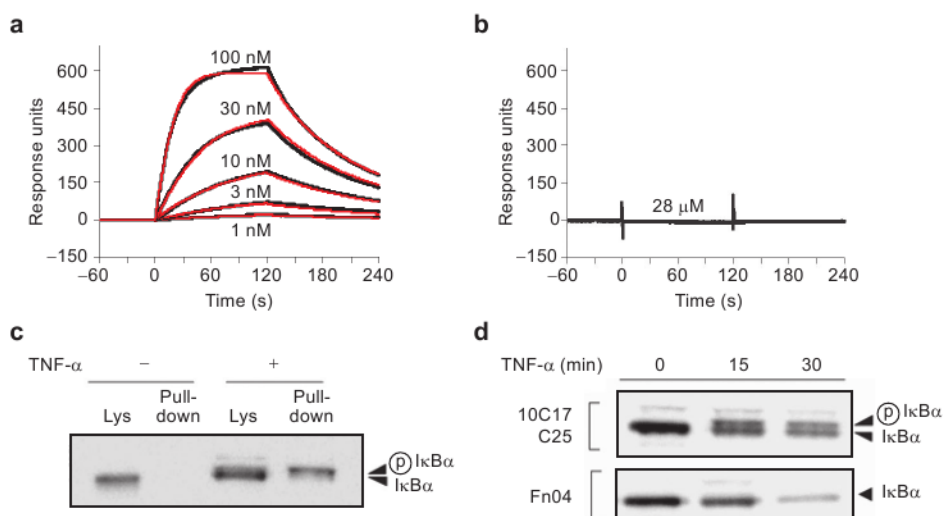 a
Response units
600
450
300
150
0
−150
100 nM
30 nM
10 nM
3 nM
1 nM
−60 0 60 120 180 240
Time (s)
b
Response units
600
450
300
150
0
−150
28 μM
−60 0 60 120 180 240
Time (s)
c
TNF-α − +
Lys Pull-down Lys Pull-down
ⓟ IκBα
IκBα
d
TNF-α (min) 0 15 30
10C17
C25
ⓟ IκBα
IκBα
Fn04
IκBα